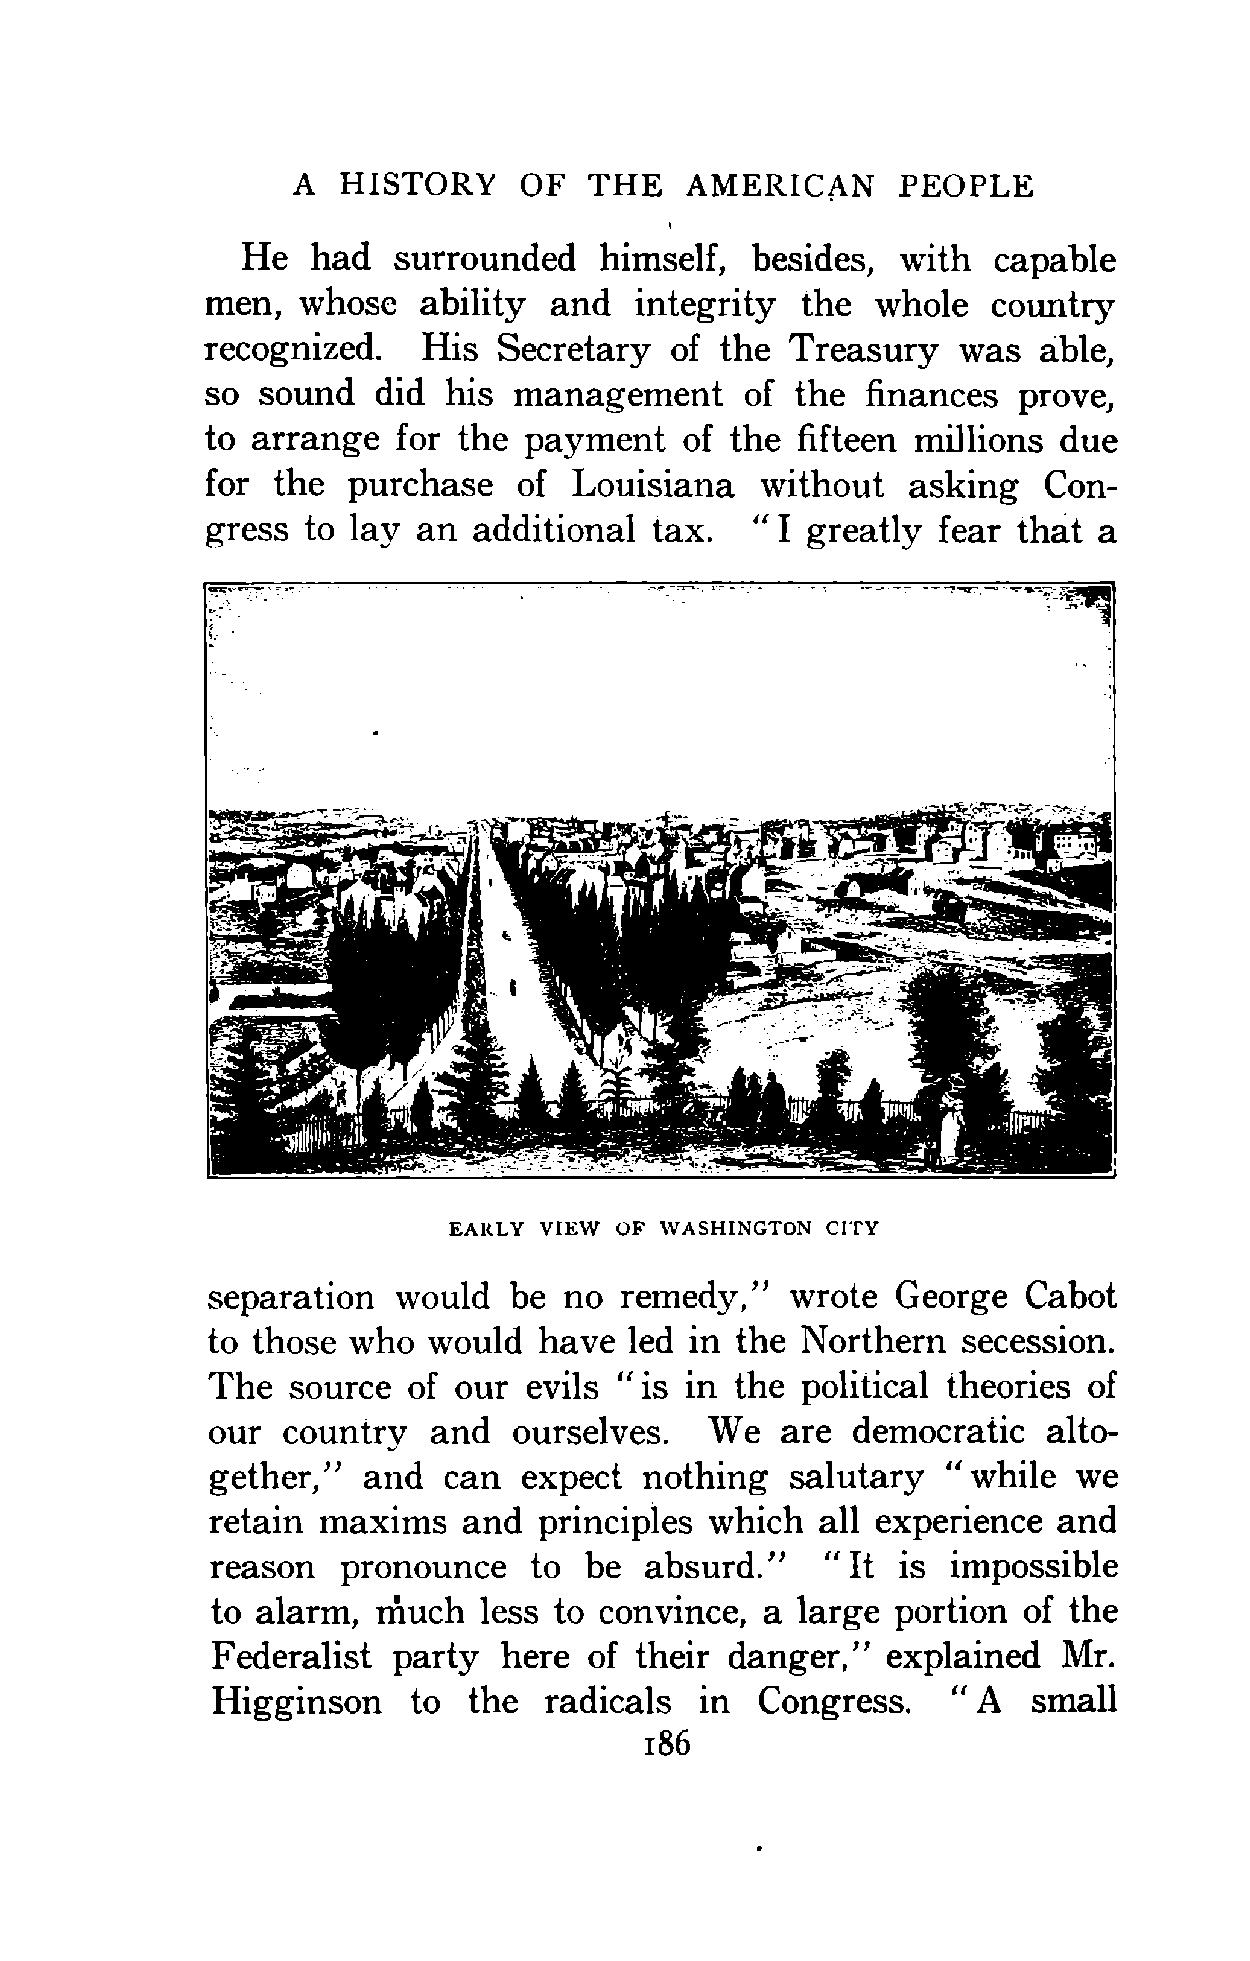 A HISTORY OF THE AMERICAN PEOPLE
He had surrounded himself, besides, with capable
men, whose ability and integrity the whole country
recognized. His Secretary of the Treasury was able,
so sound did his management of the finances prove,
to arrange for the payment of the fifteen millions due
for the purchase of Louisiana without asking Con-
gress to lay an additional tax. "I greatly fear that a
EARLY VIEW OF WASHINGTON CITY
separation would be no remedy," wrote George Cabot
to those who would have led in the Northern secession.
The source of our evils "is in the political theories of
our country and ourselves. We are democratic alto-
gether," and can expect nothing salutary "while we
retain maxims and principles which all experience and
reason pronounce to be absurd." "It is impossible
to alarm, much less to convince, a large portion of the
Federalist party here of their danger," explained Mr.
Higginson to the radicals in Congress. "A small
186